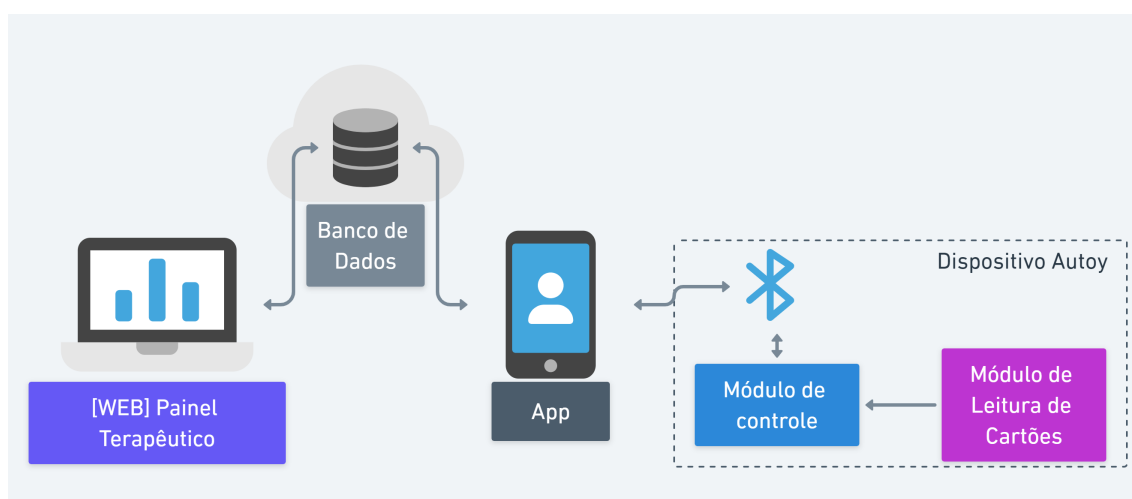 Banco de
Dados
Dispositivo Autoy
[WEB] Painel
Terapêutico
App
Módulo de
controle
Módulo de
Leitura de
Cartões